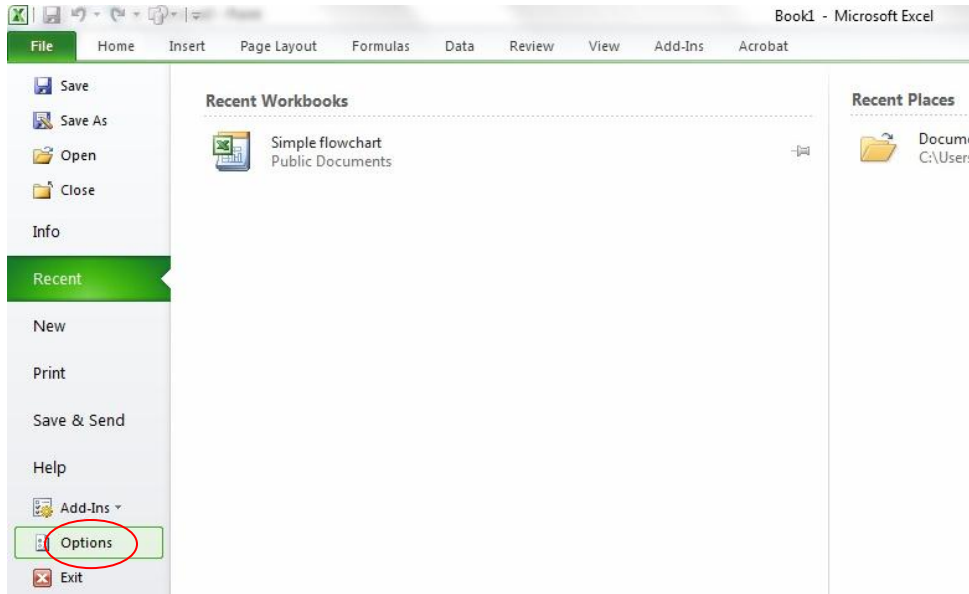 Book1 - Microsoft Excel
File Home Insert Page Layout Formulas Data Review View Add-Ins Acrobat
Save
Save As
Open
Close
Info
Recent
New
Print
Save & Send
Help
Add-Ins
Options
Exit
Recent Workbooks
Simple flowchart
Public Documents
Recent Places
Docume
C:\Users